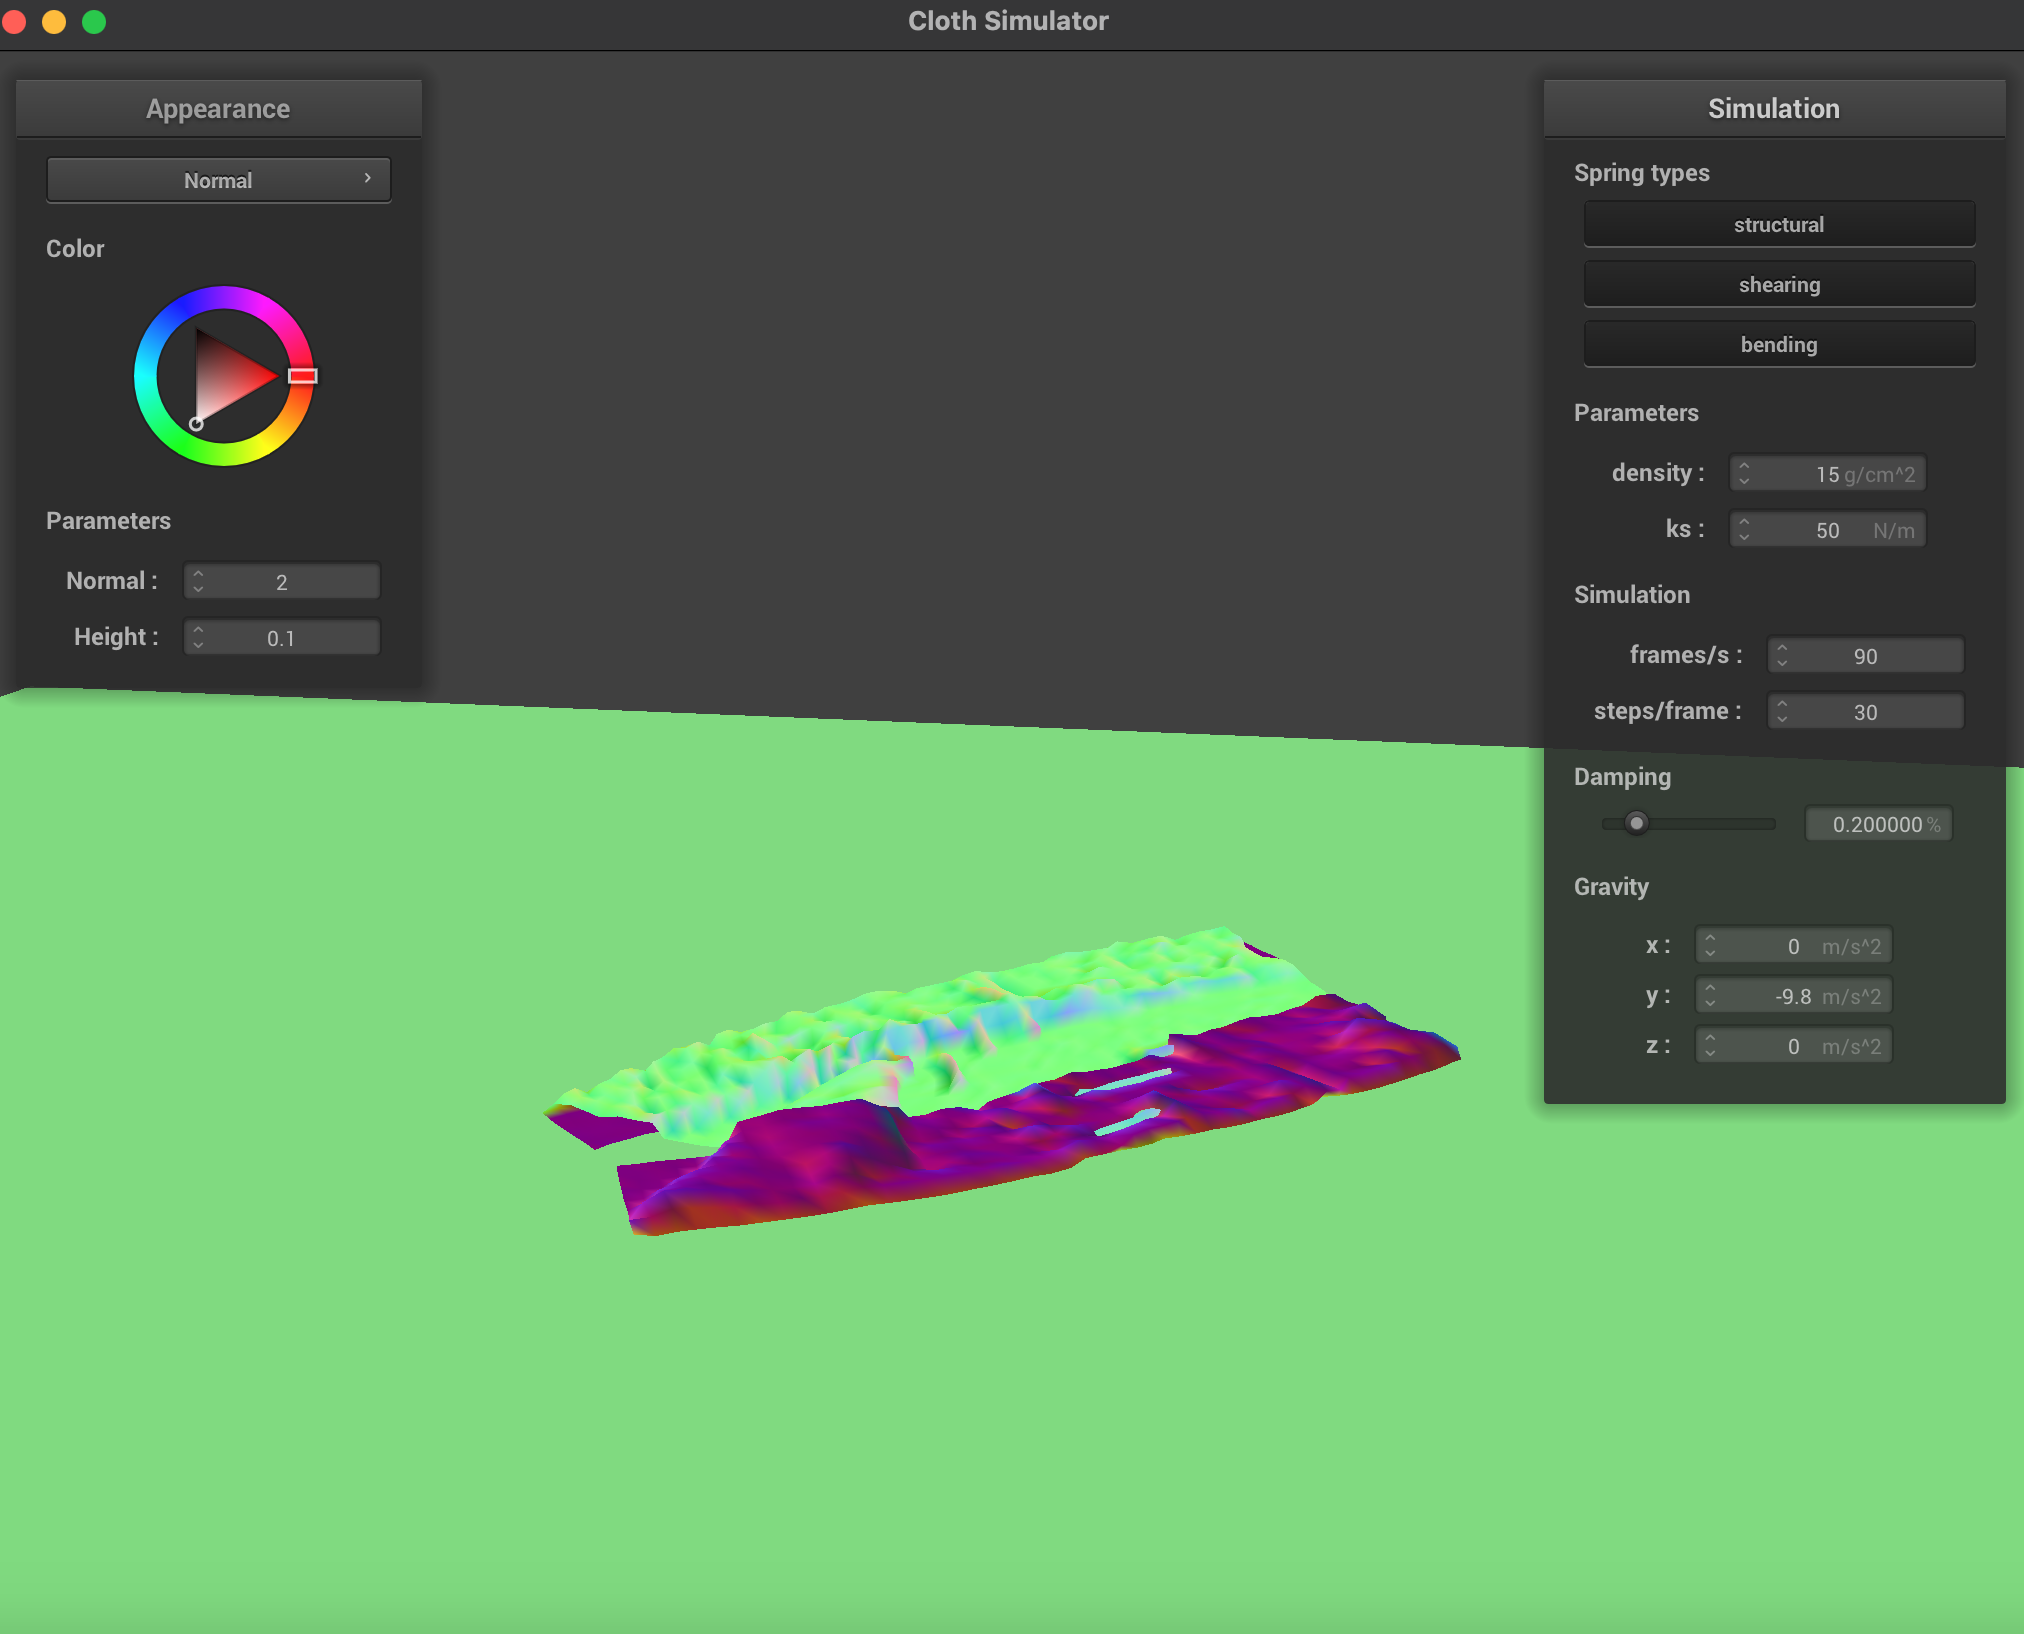 Cloth Simulator
Appearance
Normal
Color
Parameters
Normal : 2
Height : 0.1
Simulation
Spring types
structural
shearing
bending
Parameters
density : 15 g/cm^2
ks : 50 N/m
Simulation
frames/s : 90
steps/frame : 30
Damping
0.200000 %
Gravity
x : 0 m/s^2
y : -9.8 m/s^2
z : 0 m/s^2